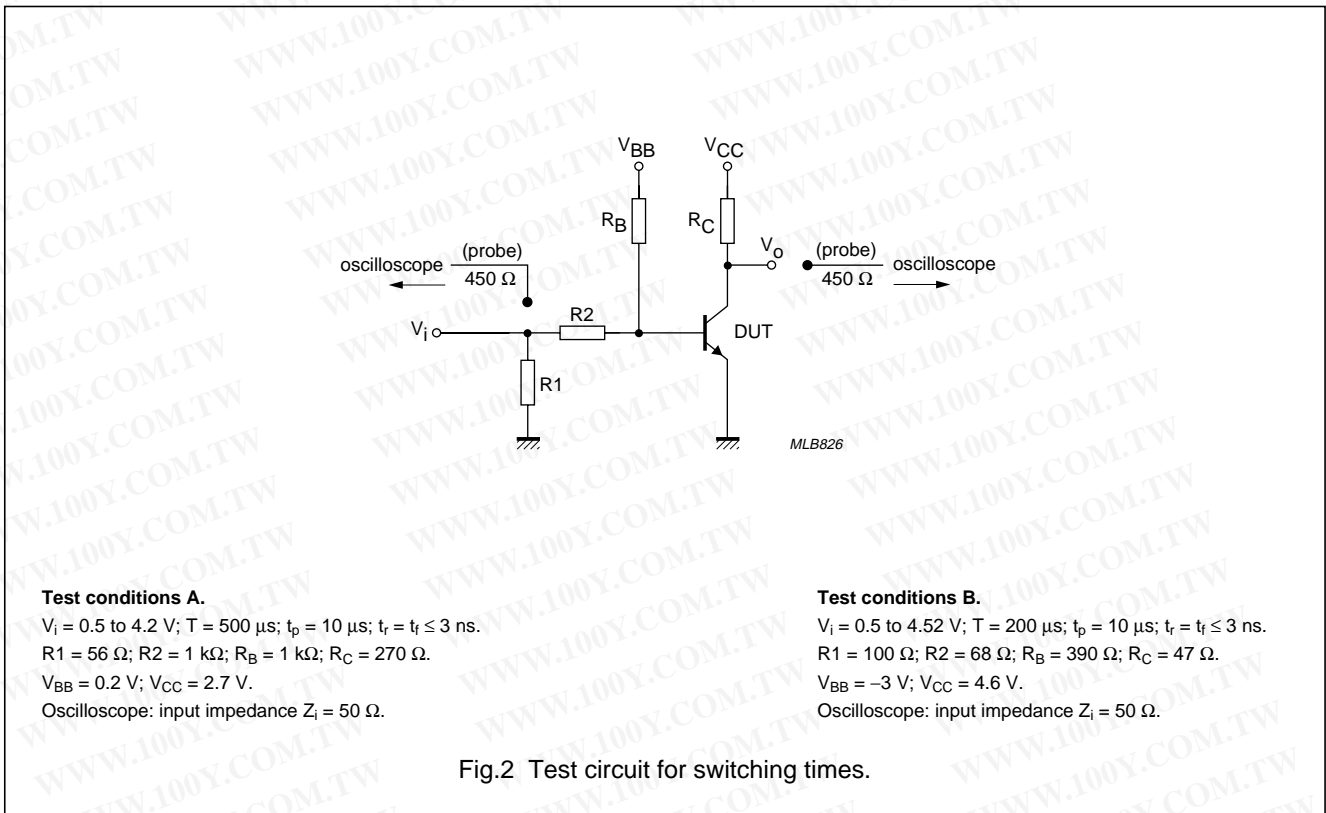 V_BB V_CC
R_B R_C
V_o
(probe) (probe)
oscilloscope 450 Ω 450 Ω oscilloscope
R2
V_i DUT
R1
MLB826
Test conditions A.
V_i = 0.5 to 4.2 V; T = 500 μs; t_p = 10 μs; t_r = t_f ≤ 3 ns.
R1 = 56 Ω; R2 = 1 kΩ; R_B = 1 kΩ; R_C = 270 Ω.
V_BB = 0.2 V; V_CC = 2.7 V.
Oscilloscope: input impedance Z_i = 50 Ω.
Test conditions B.
V_i = 0.5 to 4.52 V; T = 200 μs; t_p = 10 μs; t_r = t_f ≤ 3 ns.
R1 = 100 Ω; R2 = 68 Ω; R_B = 390 Ω; R_C = 47 Ω.
V_BB = −3 V; V_CC = 4.6 V.
Oscilloscope: input impedance Z_i = 50 Ω.
Fig.2 Test circuit for switching times.
WWW.100Y.COM.TW